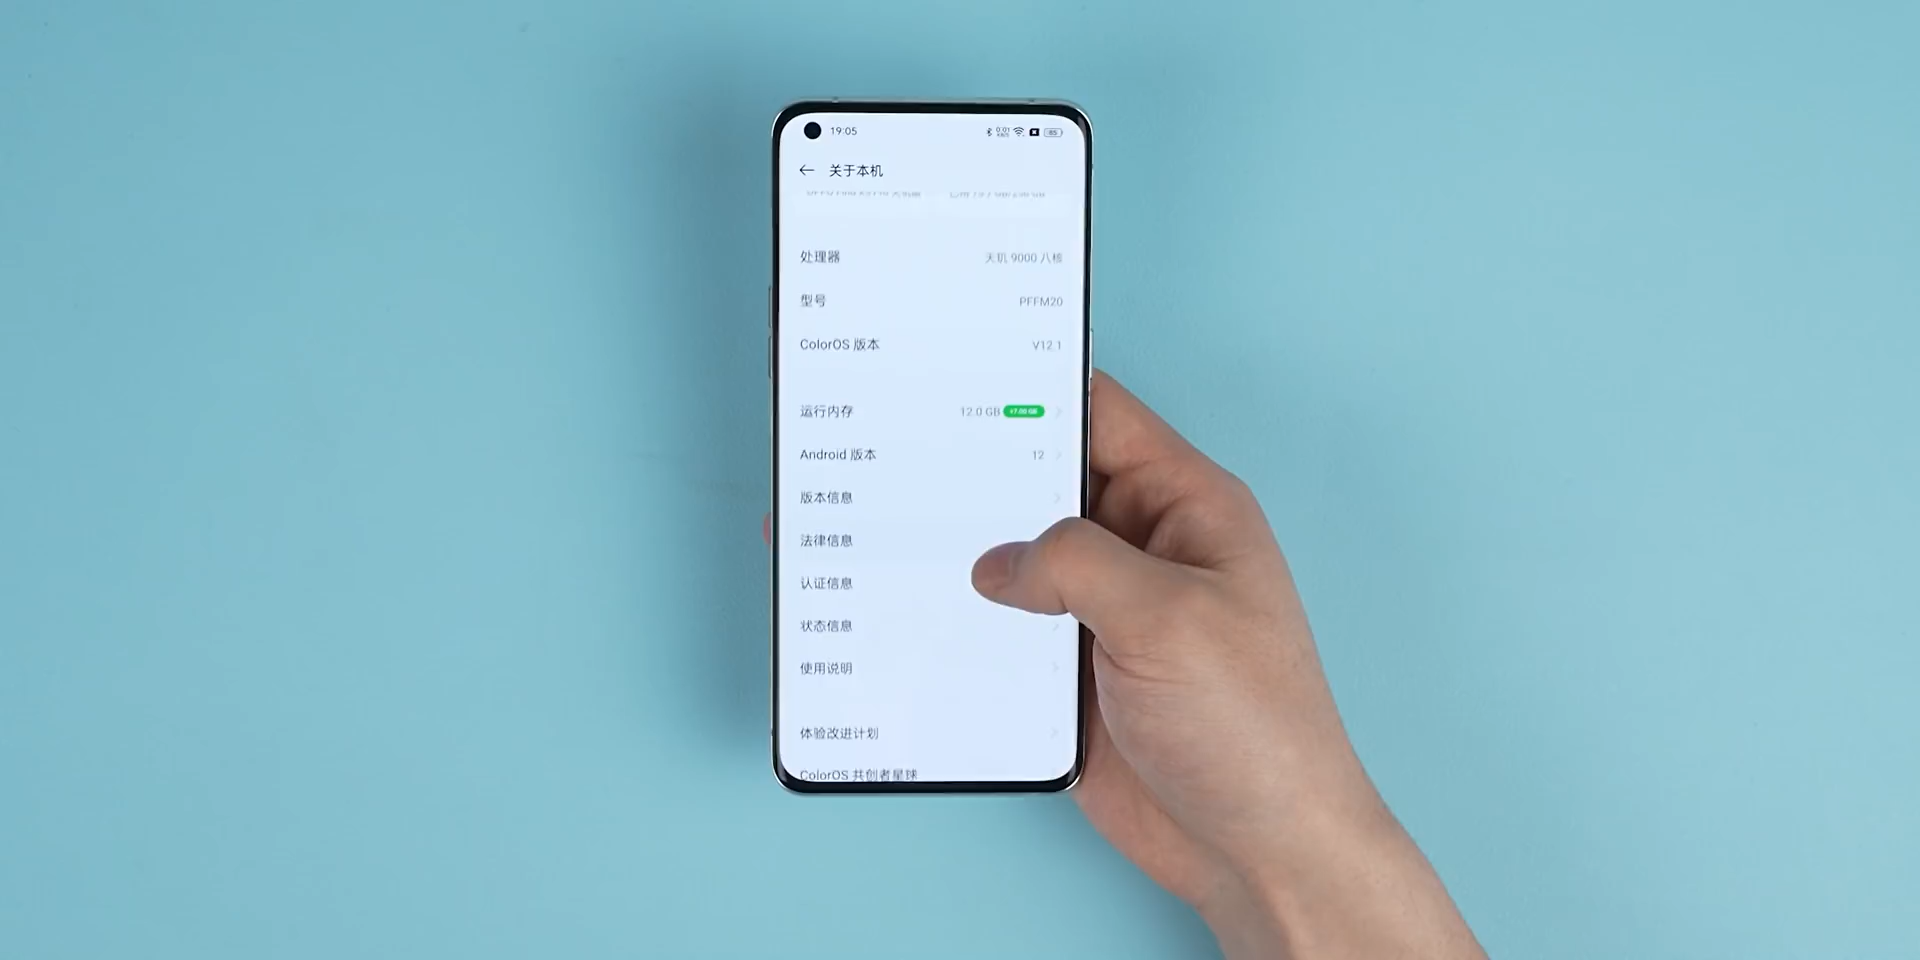 19:05
关于本机
处理器 天玑 9000 八核
型号 PFFM20
ColorOS 版本 V12.1
运行内存 12.0 GB +7.00 GB
Android 版本 12
版本信息
法律信息
认证信息
状态信息
使用说明
体验改进计划
ColorOS 共创者星球